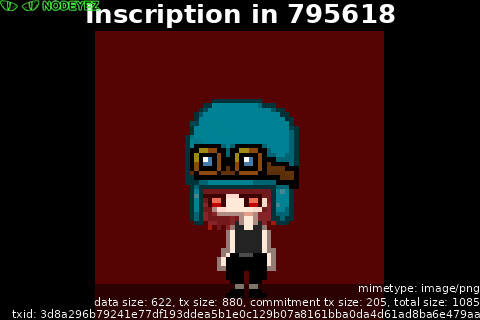 NODEYEZ
inscription in 795618
mimetype: image/png
data size: 622, tx size: 880, commitment tx size: 205, total size: 1085
txid: 3d8a296b79241e77df193ddea5b1e0c129b07a8161bba0da4d61ad8ba6e479aa